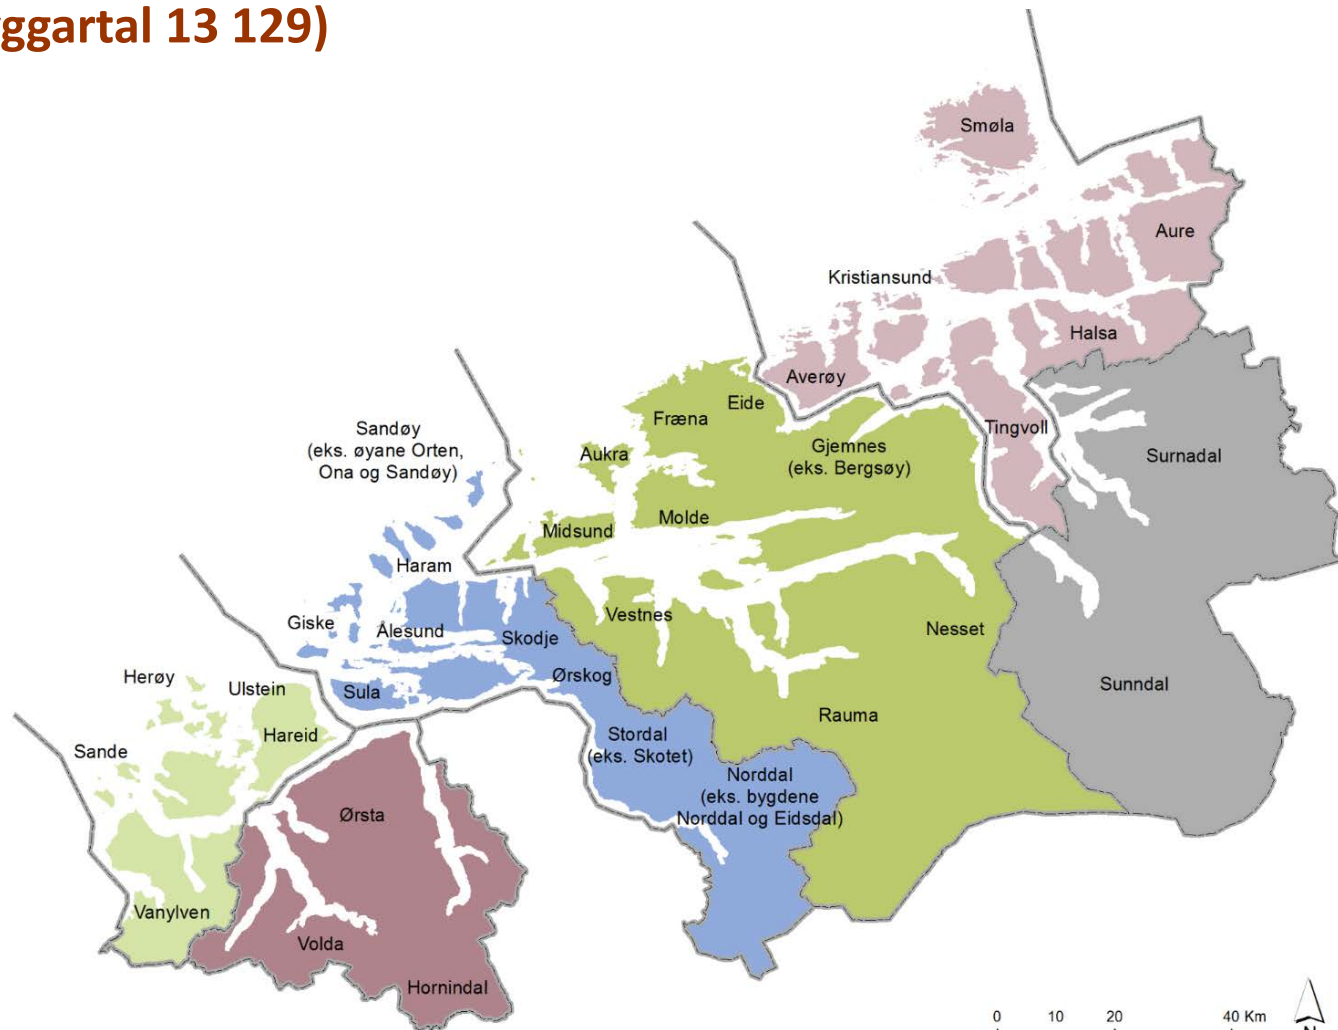 ggartal 13 129)
Smøla
Aure
Kristiansund
Halsa
Averøy
Eide
Fræna
Tingvoll
Sandøy
(eks. øyane Orten,
Ona og Sandøy)
Aukra
Gjemnes
(eks. Bergsøy)
Surnadal
Molde
Midsund
Haram
Giske
Ålesund
Skodje
Vestnes
Nesset
Herøy
Ulstein
Sula
Ørskog
Sunndal
Rauma
Hareid
Sande
Stordal
(eks. Skotet)
Norddal
(eks. bygdene
Norddal og Eidsdal)
Ørsta
Vanylven
Volda
Hornindal
0 10 20 40 Km
N